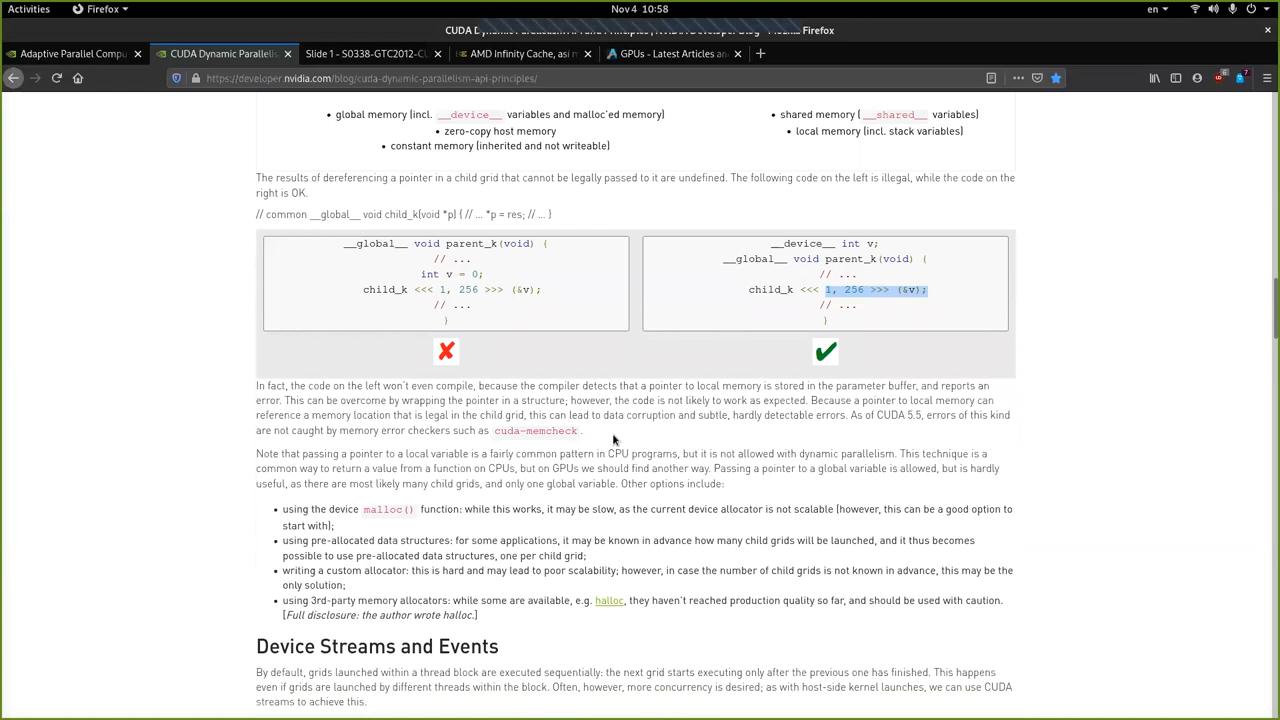 Activities
Firefox
Nov 4 10:58
en
CUDA Dynamic Parallelism API and Principles | NVIDIA Developer Blog - Mozilla Firefox
Adaptive Parallel Compu
CUDA Dynamic Parallelis
Slide 1 - S0338-GTC2012-CU
AMD Infinity Cache, así m
GPUs - Latest Articles and
https://developer.nvidia.com/blog/cuda-dynamic-parallelism-api-principles/
• global memory (incl. __device__ variables and malloc'ed memory)
• zero-copy host memory
• constant memory (inherited and not writeable)
• shared memory (__shared__ variables)
• local memory (incl. stack variables)
The results of dereferencing a pointer in a child grid that cannot be legally passed to it are undefined. The following code on the left is illegal, while the code on the
right is OK.
// common __global__ void child_k(void *p) { // ... *p = res; // ... }
__global__ void parent_k(void) {
// ...
int v = 0;
child_k <<< 1, 256 >>> (&v);
// ...
}
__device__ int v;
__global__ void parent_k(void) {
// ...
child_k <<< 1, 256 >>> (&v);
// ...
}
In fact, the code on the left won't even compile, because the compiler detects that a pointer to local memory is stored in the parameter buffer, and reports an
error. This can be overcome by wrapping the pointer in a structure; however, the code is not likely to work as expected. Because a pointer to local memory can
reference a memory location that is legal in the child grid, this can lead to data corruption and subtle, hardly detectable errors. As of CUDA 5.5, errors of this kind
are not caught by memory error checkers such as cuda-memcheck.
Note that passing a pointer to a local variable is a fairly common pattern in CPU programs, but it is not allowed with dynamic parallelism. This technique is a
common way to return a value from a function on CPUs, but on GPUs we should find another way. Passing a pointer to a global variable is allowed, but is hardly
useful, as there are most likely many child grids, and only one global variable. Other options include:
• using the device malloc() function: while this works, it may be slow, as the current device allocator is not scalable (however, this can be a good option to
start with);
• using pre-allocated data structures: for some applications, it may be known in advance how many child grids will be launched, and it thus becomes
possible to use pre-allocated data structures, one per child grid;
• writing a custom allocator: this is hard and may lead to poor scalability; however, in case the number of child grids is not known in advance, this may be the
only solution;
• using 3rd-party memory allocators: while some are available, e.g. halloc, they haven't reached production quality so far, and should be used with caution.
[Full disclosure: the author wrote halloc.]
Device Streams and Events
By default, grids launched within a thread block are executed sequentially: the next grid starts executing only after the previous one has finished. This happens
even if grids are launched by different threads within the block. Often, however, more concurrency is desired; as with host-side kernel launches, we can use CUDA
streams to achieve this.